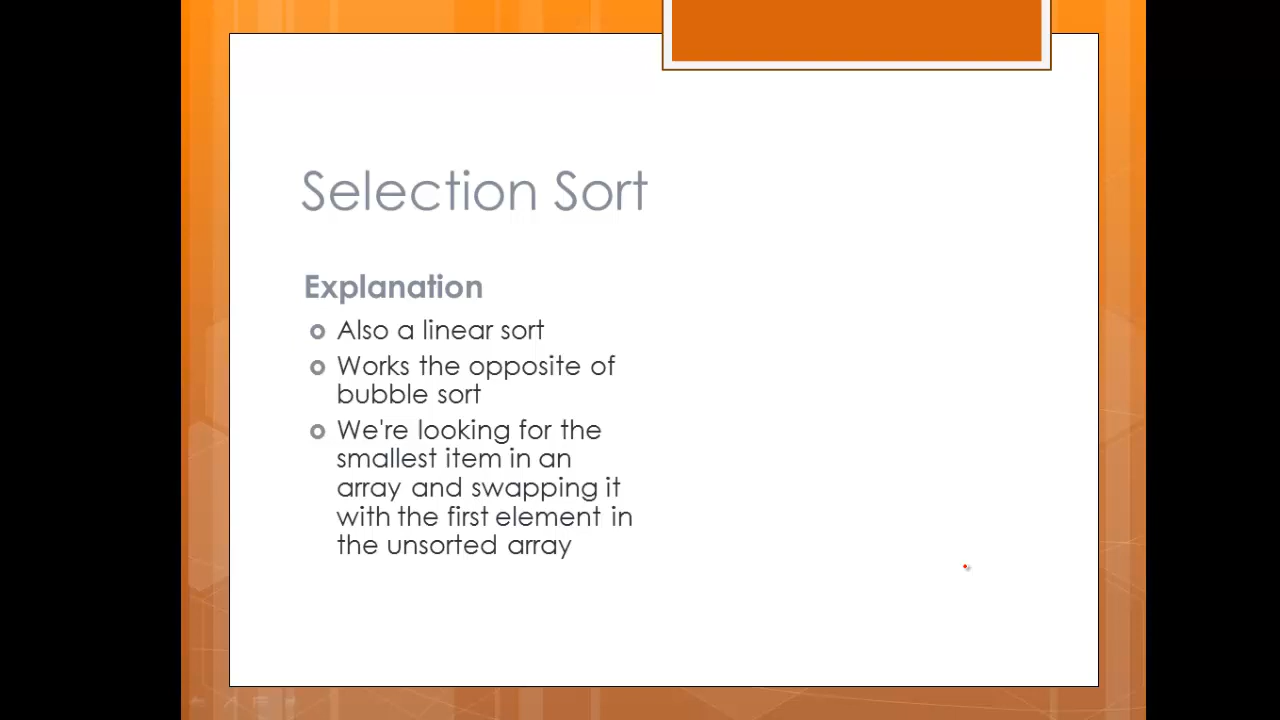 Selection Sort
Explanation
Also a linear sort
Works the opposite of
bubble sort
We're looking for the
smallest item in an
array and swapping it
with the first element in
the unsorted array